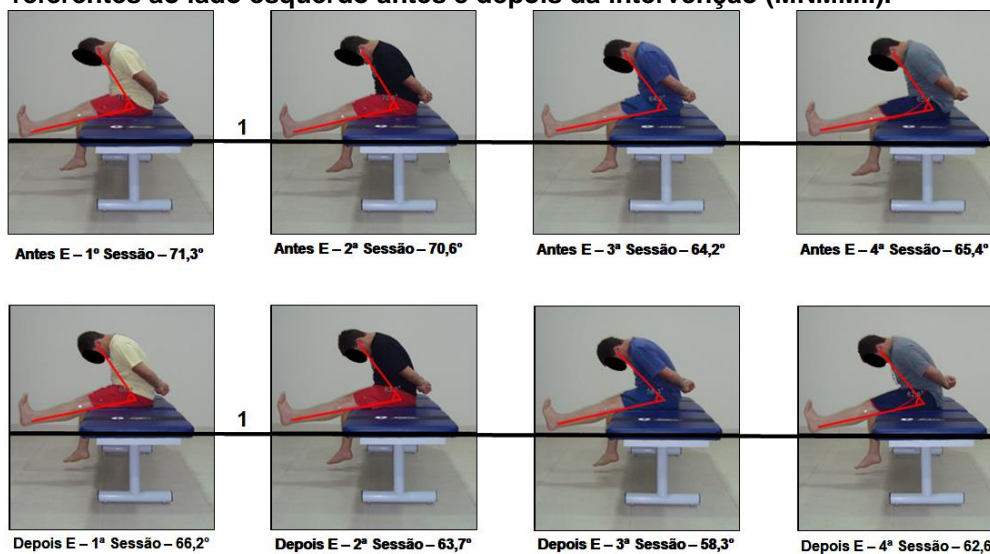 referentes ao lado esquerdo antes e depois da intervenção (MNMMII).
1
Antes E – 1º Sessão – 71,3º
Antes E – 2ª Sessão – 70,6º
Antes E – 3ª Sessão – 64,2º
Antes E – 4ª Sessão – 65,4º
1
Depois E – 1ª Sessão – 66,2º
Depois E – 2ª Sessão – 63,7º
Depois E – 3ª Sessão – 58,3º
Depois E – 4ª Sessão – 62,6